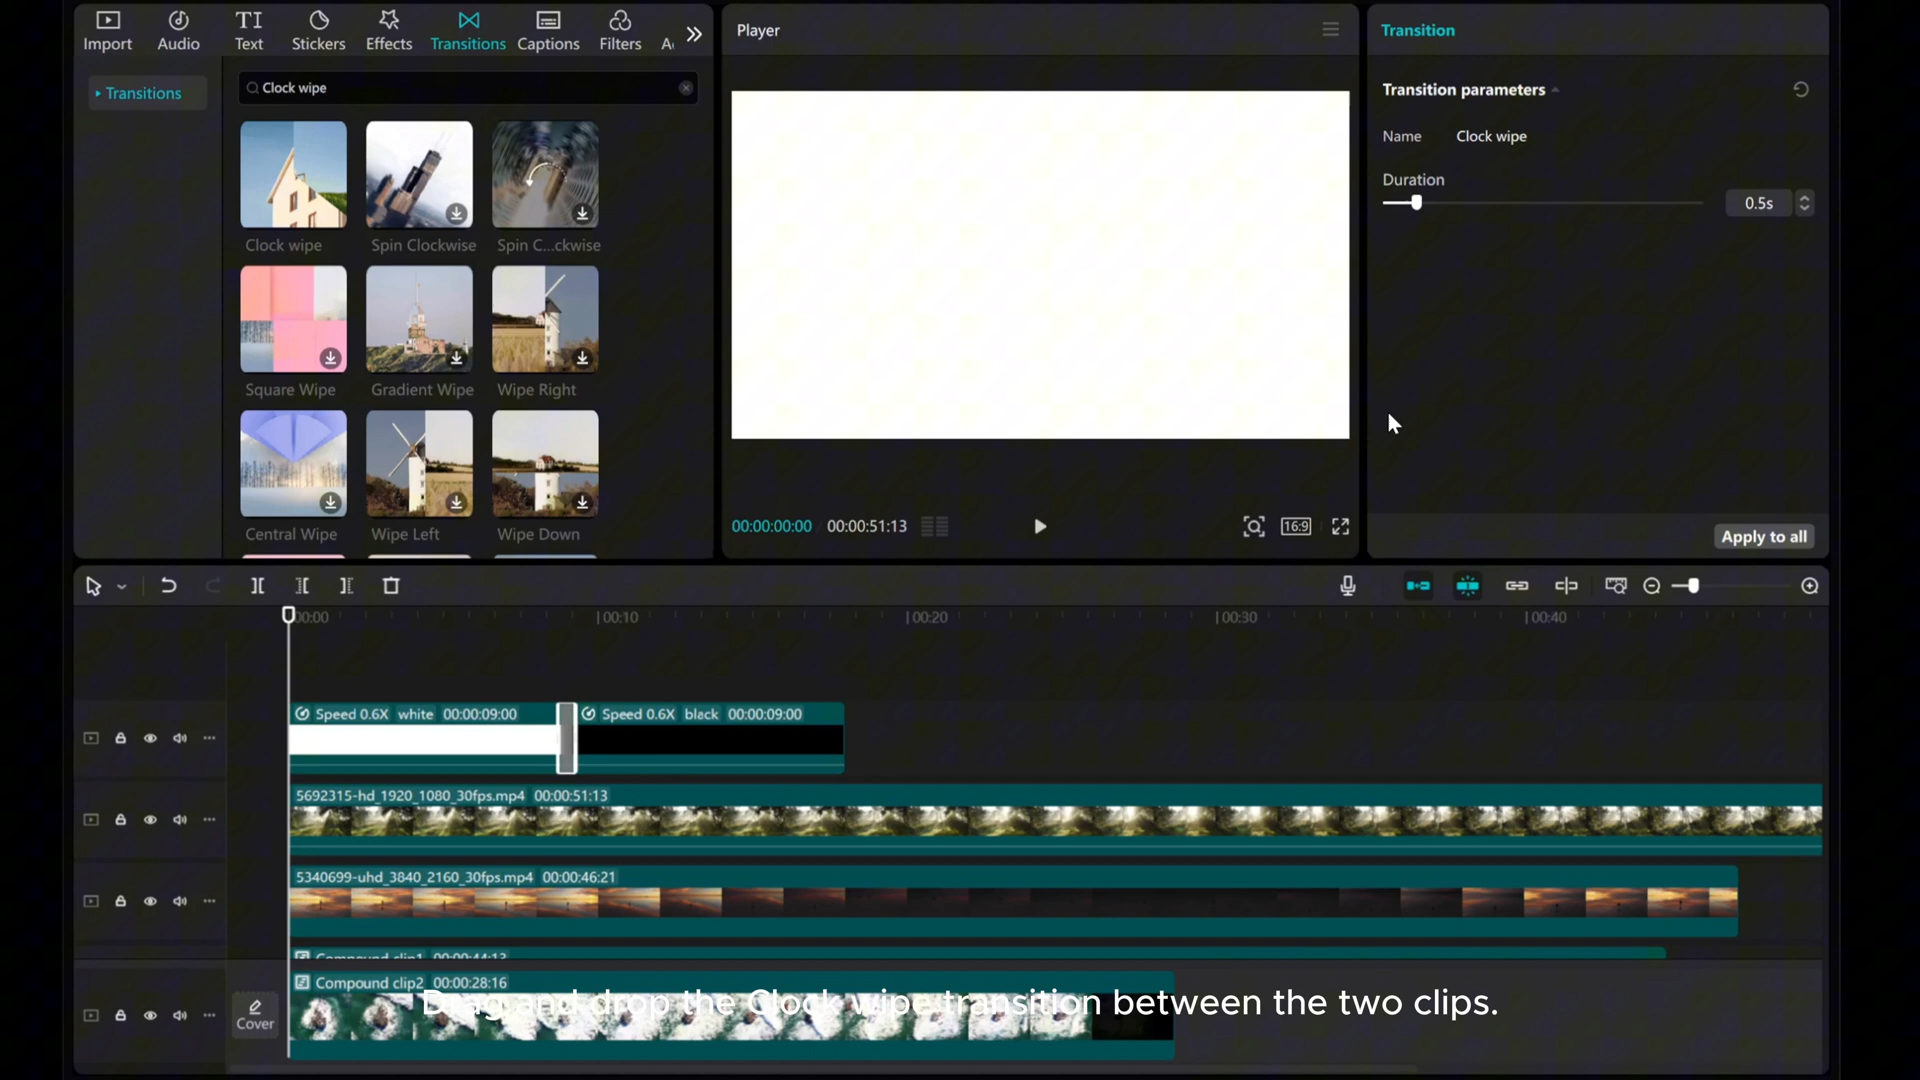 Import
Audio
Text
Stickers
Effects
Transitions
Captions
Filters
Player
Transition
Transitions
Clock wipe
Transition parameters
Name Clock wipe
Duration
0.5s
Clock wipe
Spin Clockwise
Spin C...ckwise
Square Wipe
Gradient Wipe
Wipe Right
Central Wipe
Wipe Left
Wipe Down
00:00:00:00 00:00:51:13
16:9
Apply to all
00:00
00:10
00:20
00:30
00:40
Speed 0.6X white 00:00:09:00
Speed 0.6X black 00:00:09:00
5692315-hd_1920_1080_30fps.mp4 00:00:51:13
5340699-uhd_3840_2160_30fps.mp4 00:00:46:21
Compound clip1 00:00:44:13
Compound clip2 00:00:28:16
Cover
Drag and drop the Clock wipe transition between the two clips.